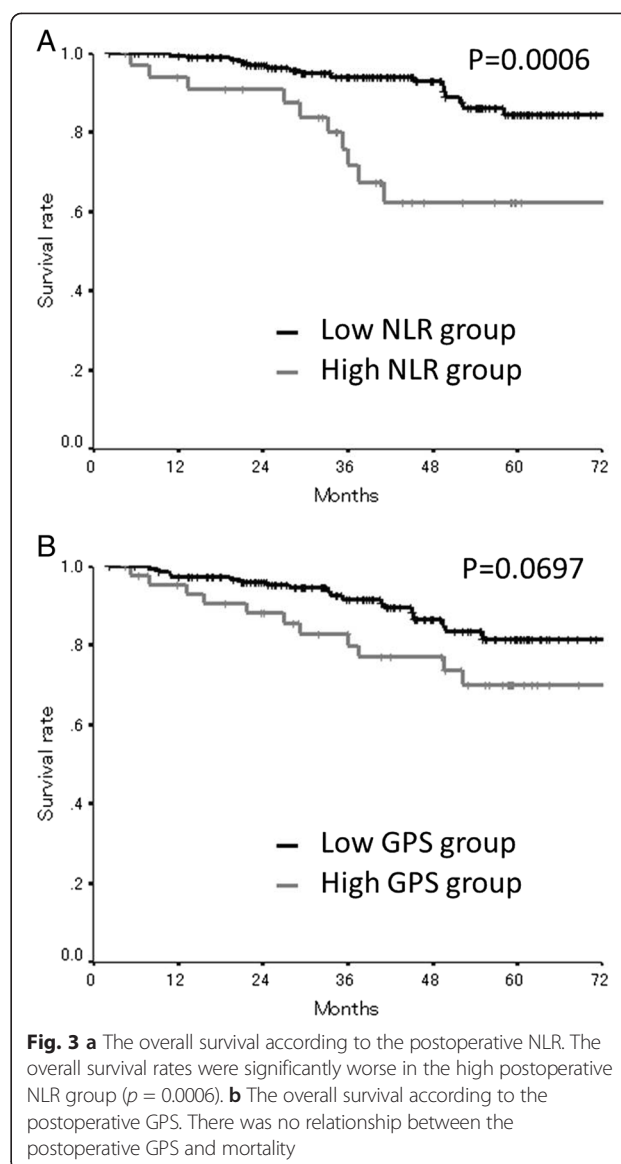 A
P=0.0006
1.0
.8
.6
.4
.2
0.0
Survival rate
Low NLR group
High NLR group
0 12 24 36 48 60 72
Months
B
P=0.0697
1.0
.8
.6
.4
.2
0.0
Survival rate
Low GPS group
High GPS group
0 12 24 36 48 60 72
Months
Fig. 3 a The overall survival according to the postoperative NLR. The
overall survival rates were significantly worse in the high postoperative
NLR group (p = 0.0006). b The overall survival according to the
postoperative GPS. There was no relationship between the
postoperative GPS and mortality